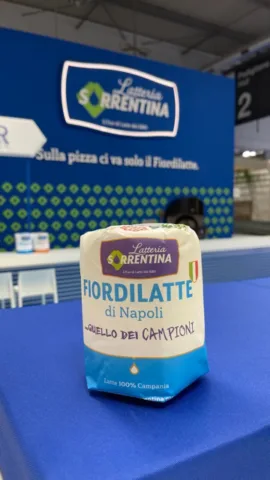 Latteria
SORRENTINA
2
R
Sulla pizza ci va solo il Fiordilatte.
Latteria
SORRENTINA
FIORDILATTE
di Napoli
...QUELLO DEI CAMPIONI
Latte 100% Campania